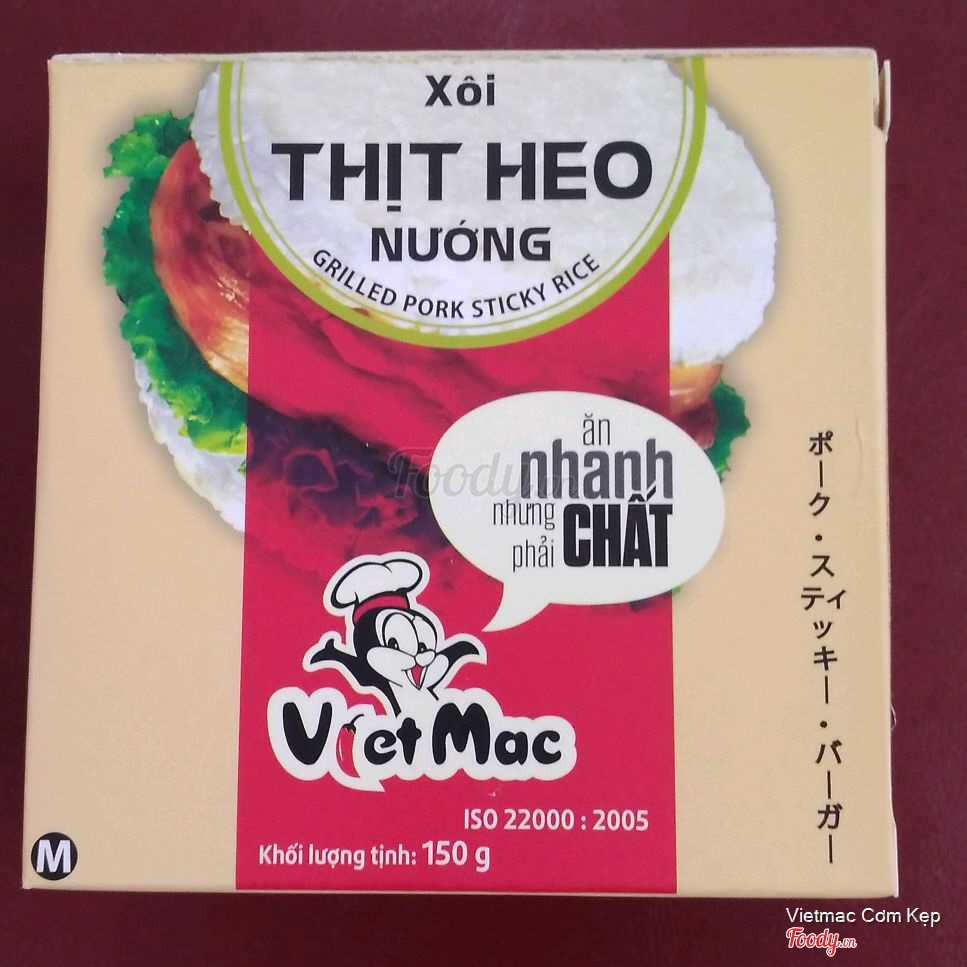 Xôi
THỊT HEO
NƯỚNG
GRILLED PORK STICKY RICE
ăn
nhanh
nhưng
phải CHẤT
Foody.vn
ポーク・スティッキー・バーガー
VietMac
ISO 22000 : 2005
Khối lượng tịnh: 150 g
M
Vietmac Cơm Kẹp
Foody.vn